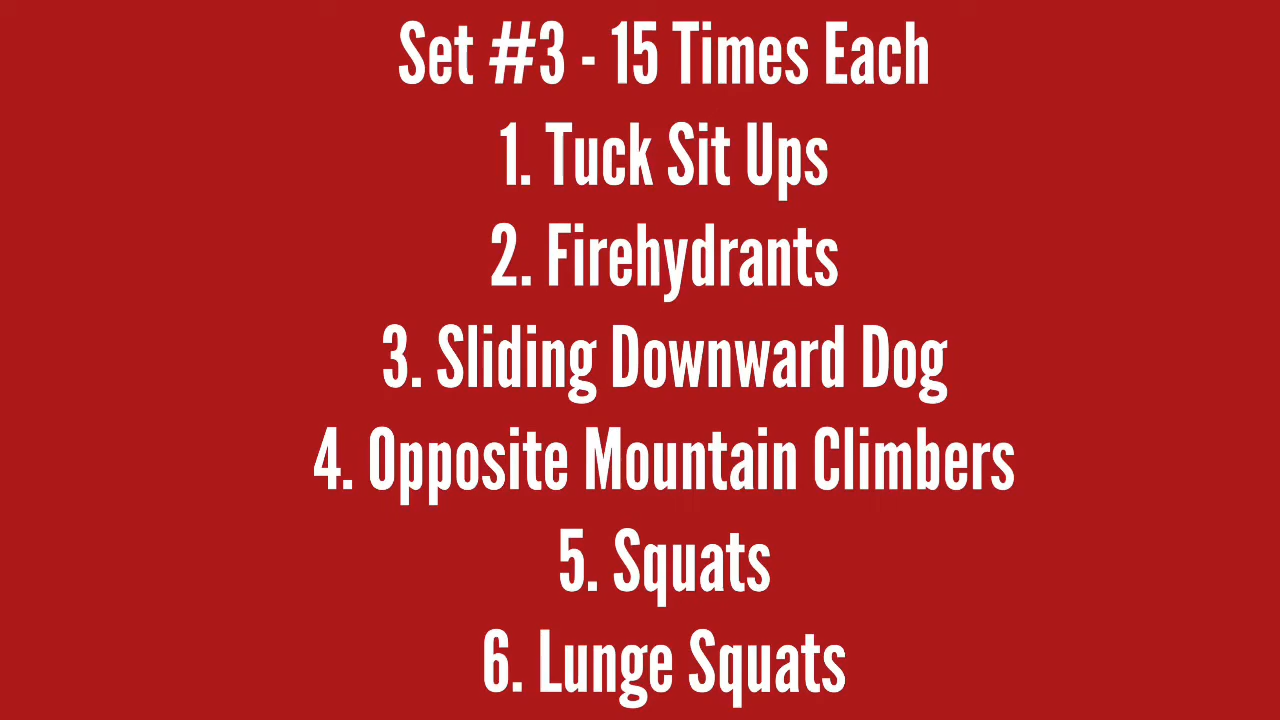 Set #3 - 15 Times Each
1. Tuck Sit Ups
2. Firehydrants
3. Sliding Downward Dog
4. Opposite Mountain Climbers
5. Squats
6. Lunge Squats